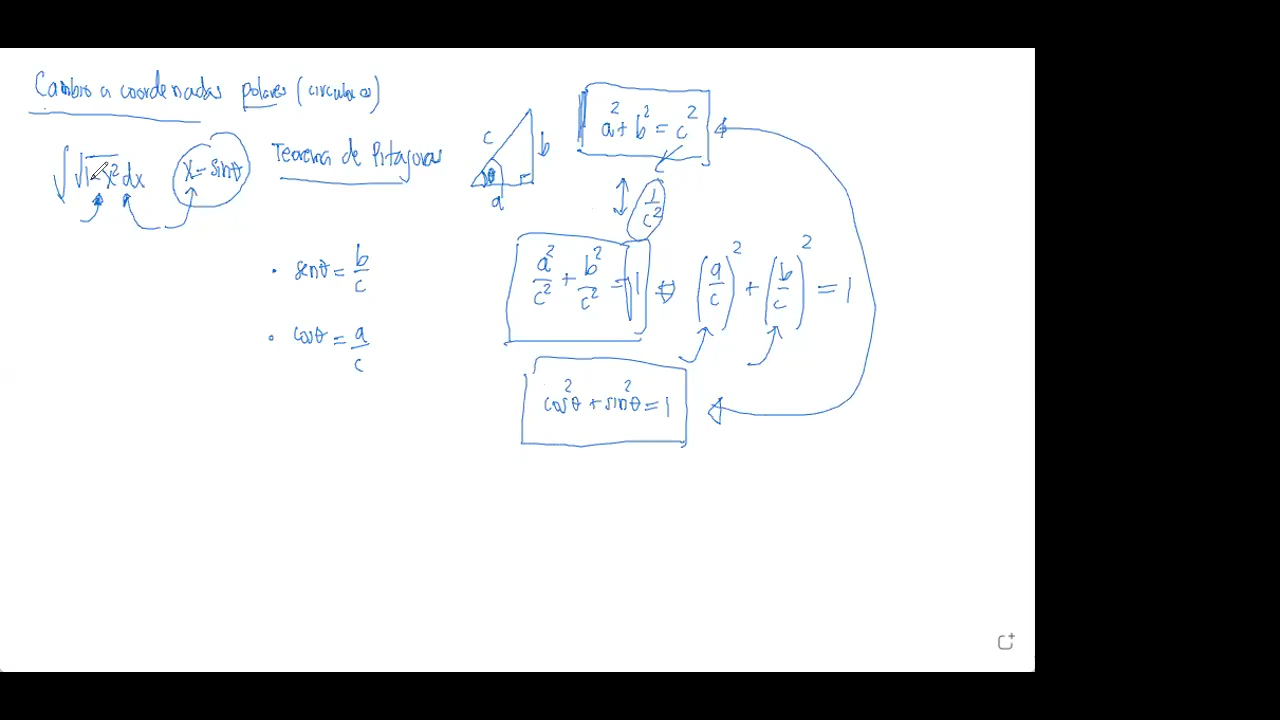 Cambio a coordenadas polares (circulares)
∫√1-x² dx
x = sinθ
Teorema de Pitagoras
c
b
θ
a
a² + b² = c²
1/c²
• senθ = b/c
• cosθ = a/c
a²/c² + b²/c² = 1 ⇔ (a/c)² + (b/c)² = 1
cos²θ + sin²θ = 1